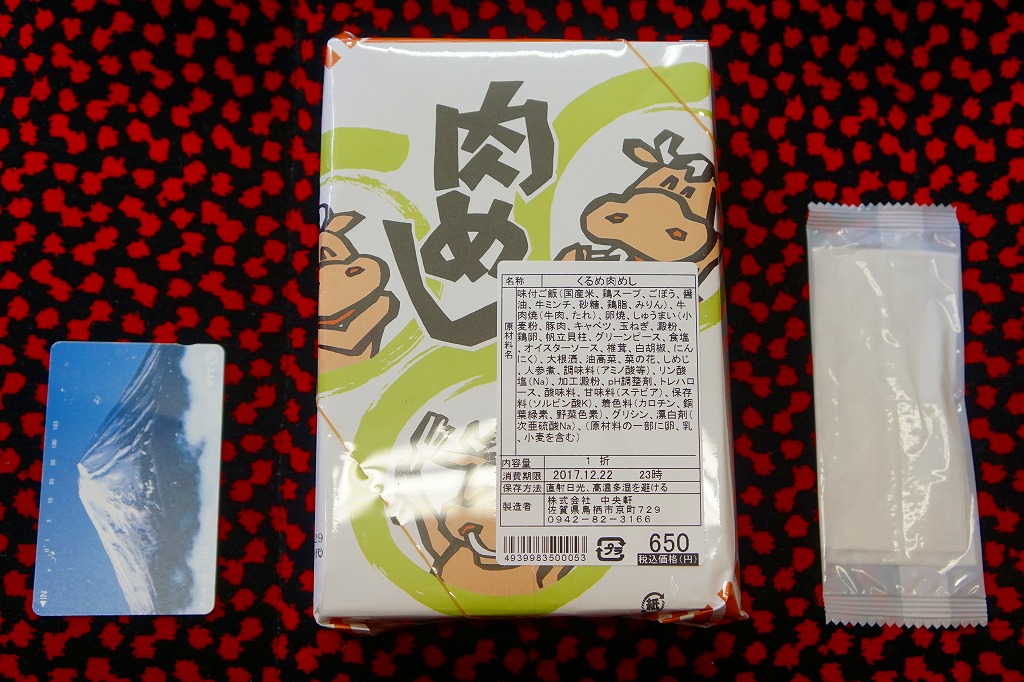 肉めし
名称 くるめ肉めし
原材料名
味付ご飯(国産米、鶏スープ、ごぼう、醤
油、牛ミンチ、砂糖、鶏脂、みりん)、牛
肉焼(牛肉、たれ)、卵焼、しゅうまい(小
麦粉、豚肉、キャベツ、玉ねぎ、澱粉、
鶏卵、帆立貝柱、グリーンピース、食塩
、オイスターソース、椎茸、白胡椒、にん
にく)、大根漬、油高菜、菜の花、しめじ
、人参煮、調味料(アミノ酸等)、リン酸
塩(Na)、加工澱粉、pH調整剤、トレハロ
ース、酸味料、甘味料(ステビア)、保存
料(ソルビン酸K)、着色料(カロチン、銅
葉緑素、野菜色素)、グリシン、漂白剤(
次亜硫酸Na)、(原材料の一部に卵、乳
、小麦を含む)
内容量 1 折
消費期限 2017.12.22 23時
保存方法 直射日光、高温多湿を避ける
製造者 株式会社 中央軒
佐賀県鳥栖市京町729
0942-82-3166
4939983500053
プラ
650
税込価格(円)
紙
IN
0 1 5 10 30 50 100 105